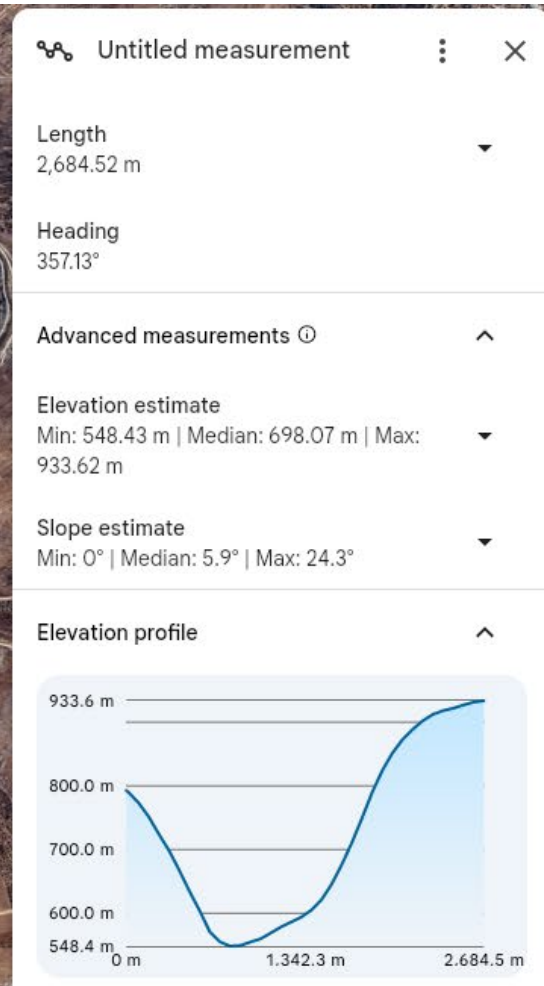 Untitled measurement
Length
2,684.52 m
Heading
357.13°
Advanced measurements
Elevation estimate
Min: 548.43 m | Median: 698.07 m | Max:
933.62 m
Slope estimate
Min: 0° | Median: 5.9° | Max: 24.3°
Elevation profile
933.6 m
800.0 m
700.0 m
600.0 m
548.4 m
0 m 1.342.3 m 2.684.5 m